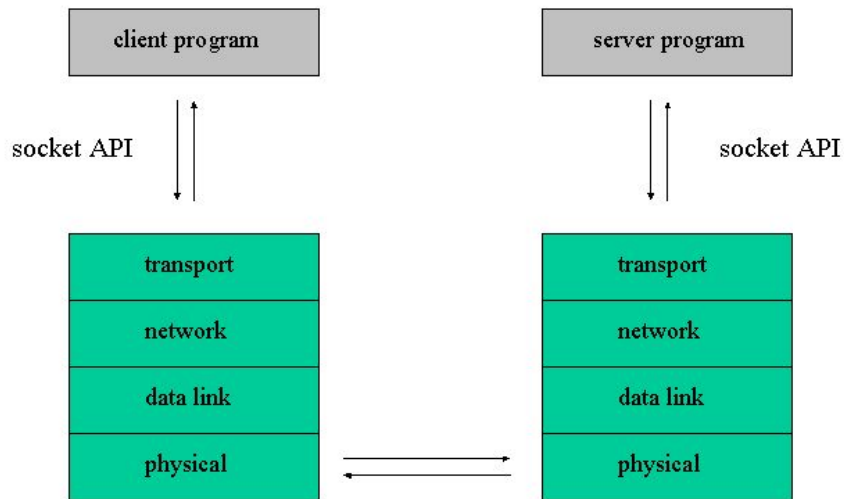 client program
server program
socket API
socket API
transport
transport
network
network
data link
data link
physical
physical